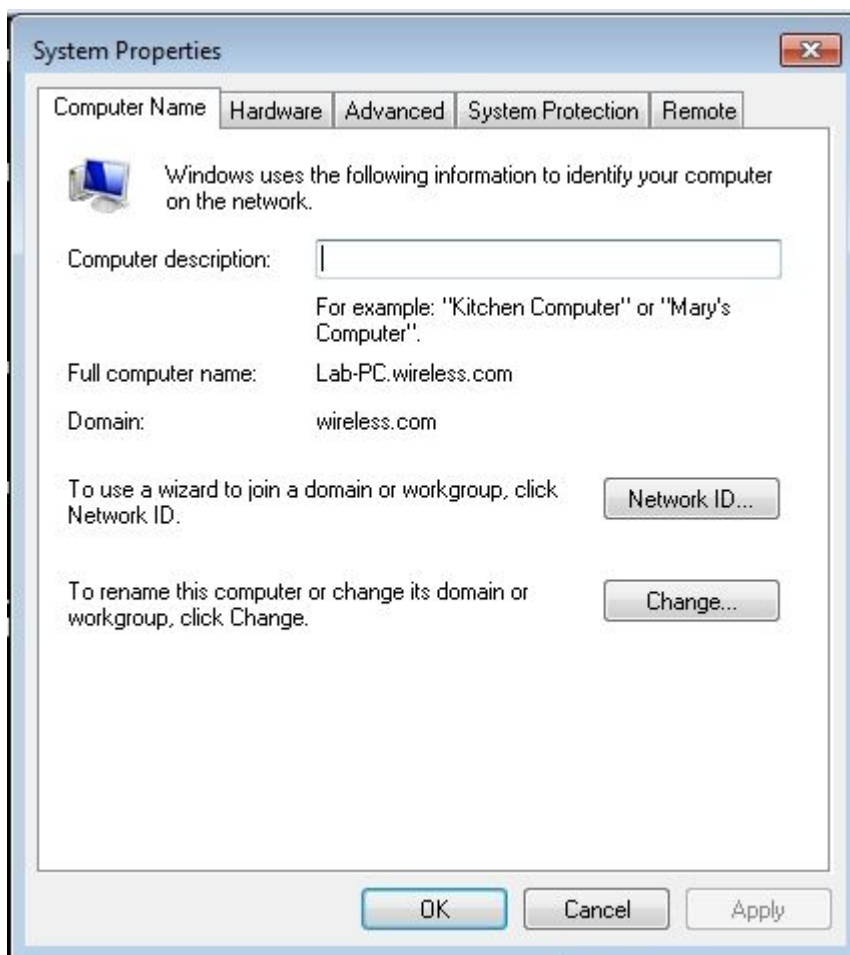 System Properties
Computer Name Hardware Advanced System Protection Remote
Windows uses the following information to identify your computer
on the network.
Computer description:
For example: "Kitchen Computer" or "Mary's
Computer".
Full computer name: Lab-PC.wireless.com
Domain: wireless.com
To use a wizard to join a domain or workgroup, click
Network ID.
Network ID...
To rename this computer or change its domain or
workgroup, click Change.
Change...
OK Cancel Apply